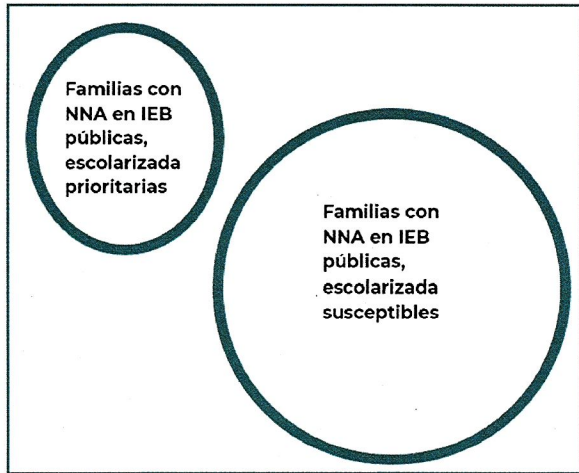 Familias con
NNA en IEB
públicas,
escolarizada
prioritarias
Familias con
NNA en IEB
públicas,
escolarizada
susceptibles